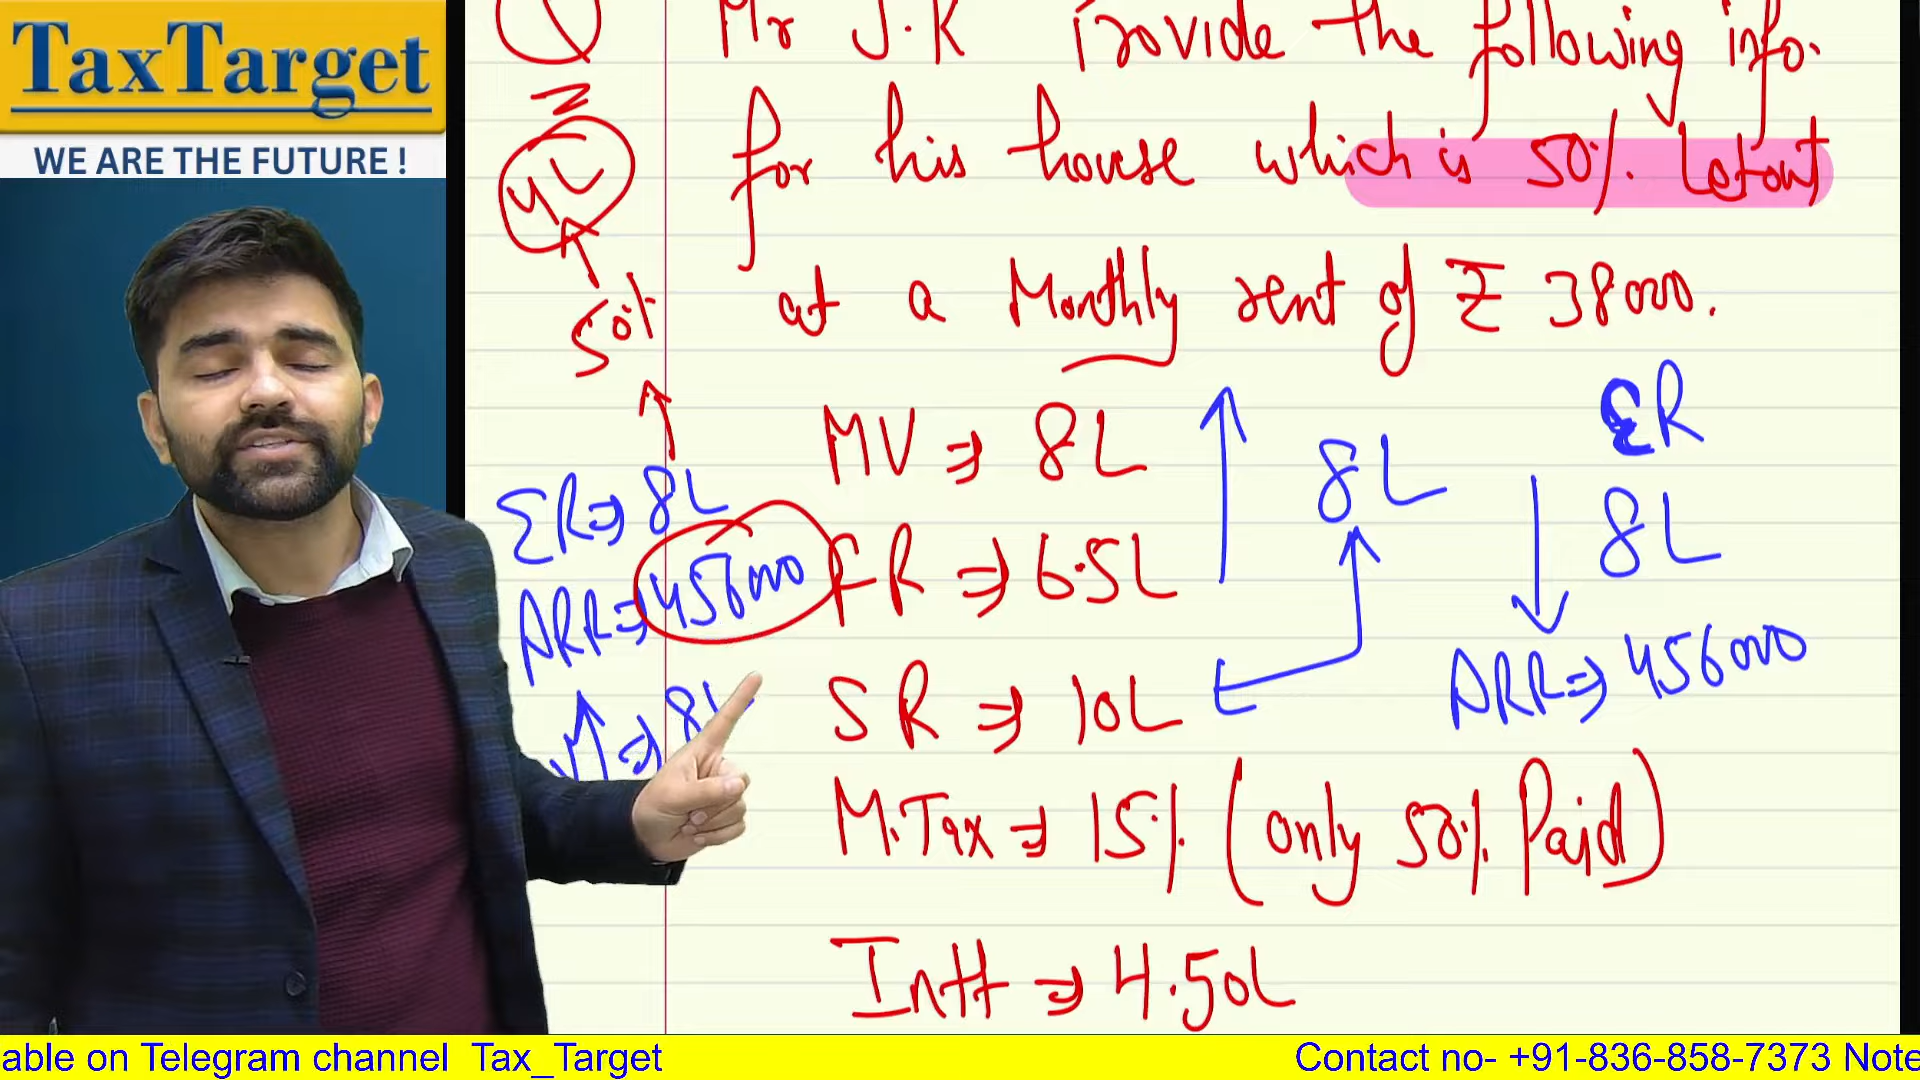 TaxTarget
WE ARE THE FUTURE !
Q Mr J.K Provide the following info.
for his house which is 50% Letout
at a Monthly rent of ₹ 38000.
4L
50%
ER ⇒ 8L
ARR ⇒ 456000
⇒ 8L
MV ⇒ 8L
FR ⇒ 6.5L
SR ⇒ 10L
8L
ER
8L
ARR ⇒ 456000
M.Tax ⇒ 15% (only 50% Paid)
Intt ⇒ 4.50L
able on Telegram channel Tax_Target
Contact no- +91-836-858-7373 Note